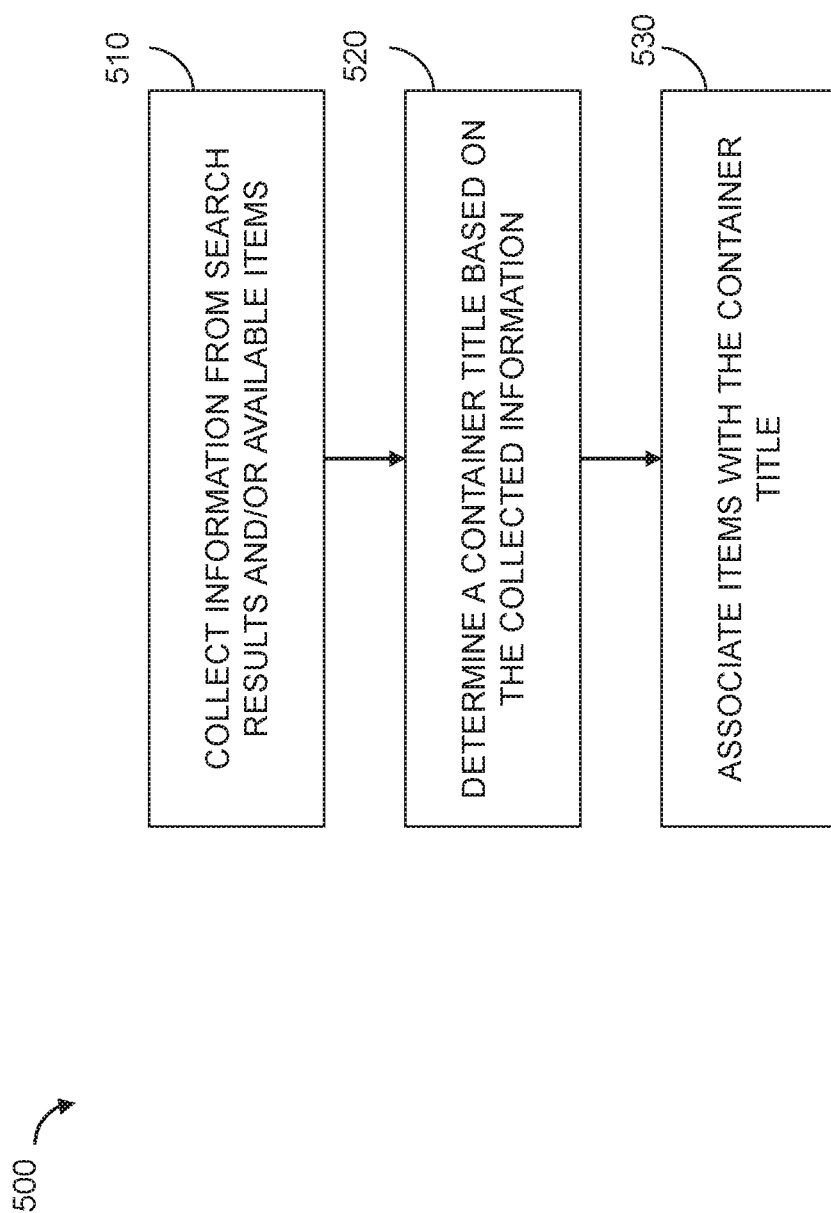 500
510
COLLECT INFORMATION FROM SEARCH
RESULTS AND/OR AVAILABLE ITEMS
520
DETERMINE A CONTAINER TITLE BASED ON
THE COLLECTED INFORMATION
530
ASSOCIATE ITEMS WITH THE CONTAINER
TITLE